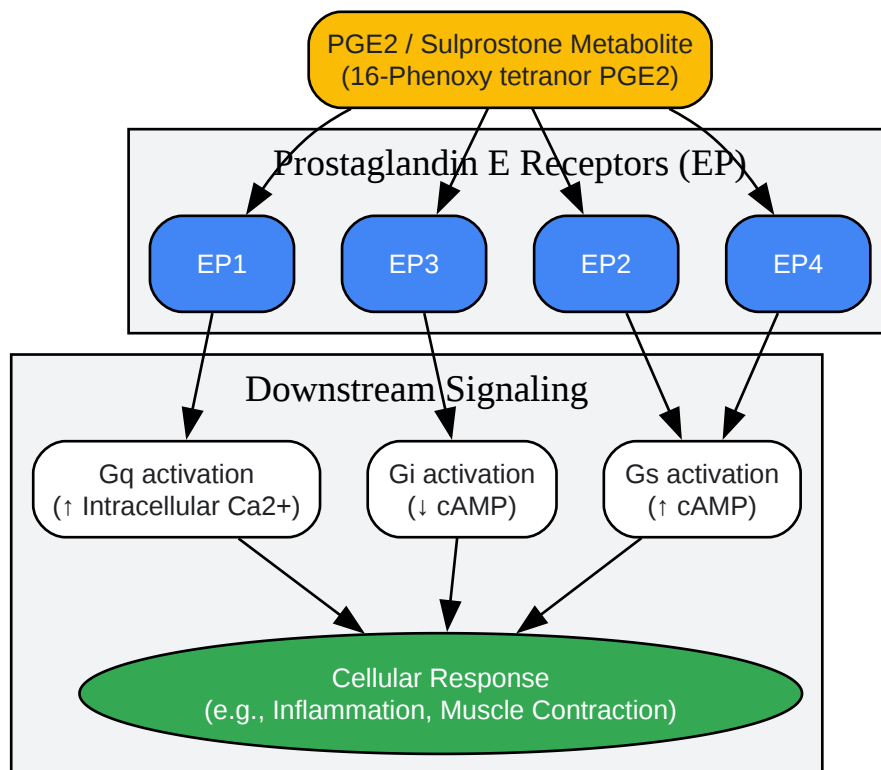 PGE2 / Sulprostone Metabolite
(16-Phenoxy tetranor PGE2)
Prostaglandin E Receptors (EP)
EP1
EP3
EP2
EP4
Downstream Signaling
Gq activation
(↑ Intracellular Ca2+)
Gi activation
(↓ cAMP)
Gs activation
(↑ cAMP)
Cellular Response
(e.g., Inflammation, Muscle Contraction)